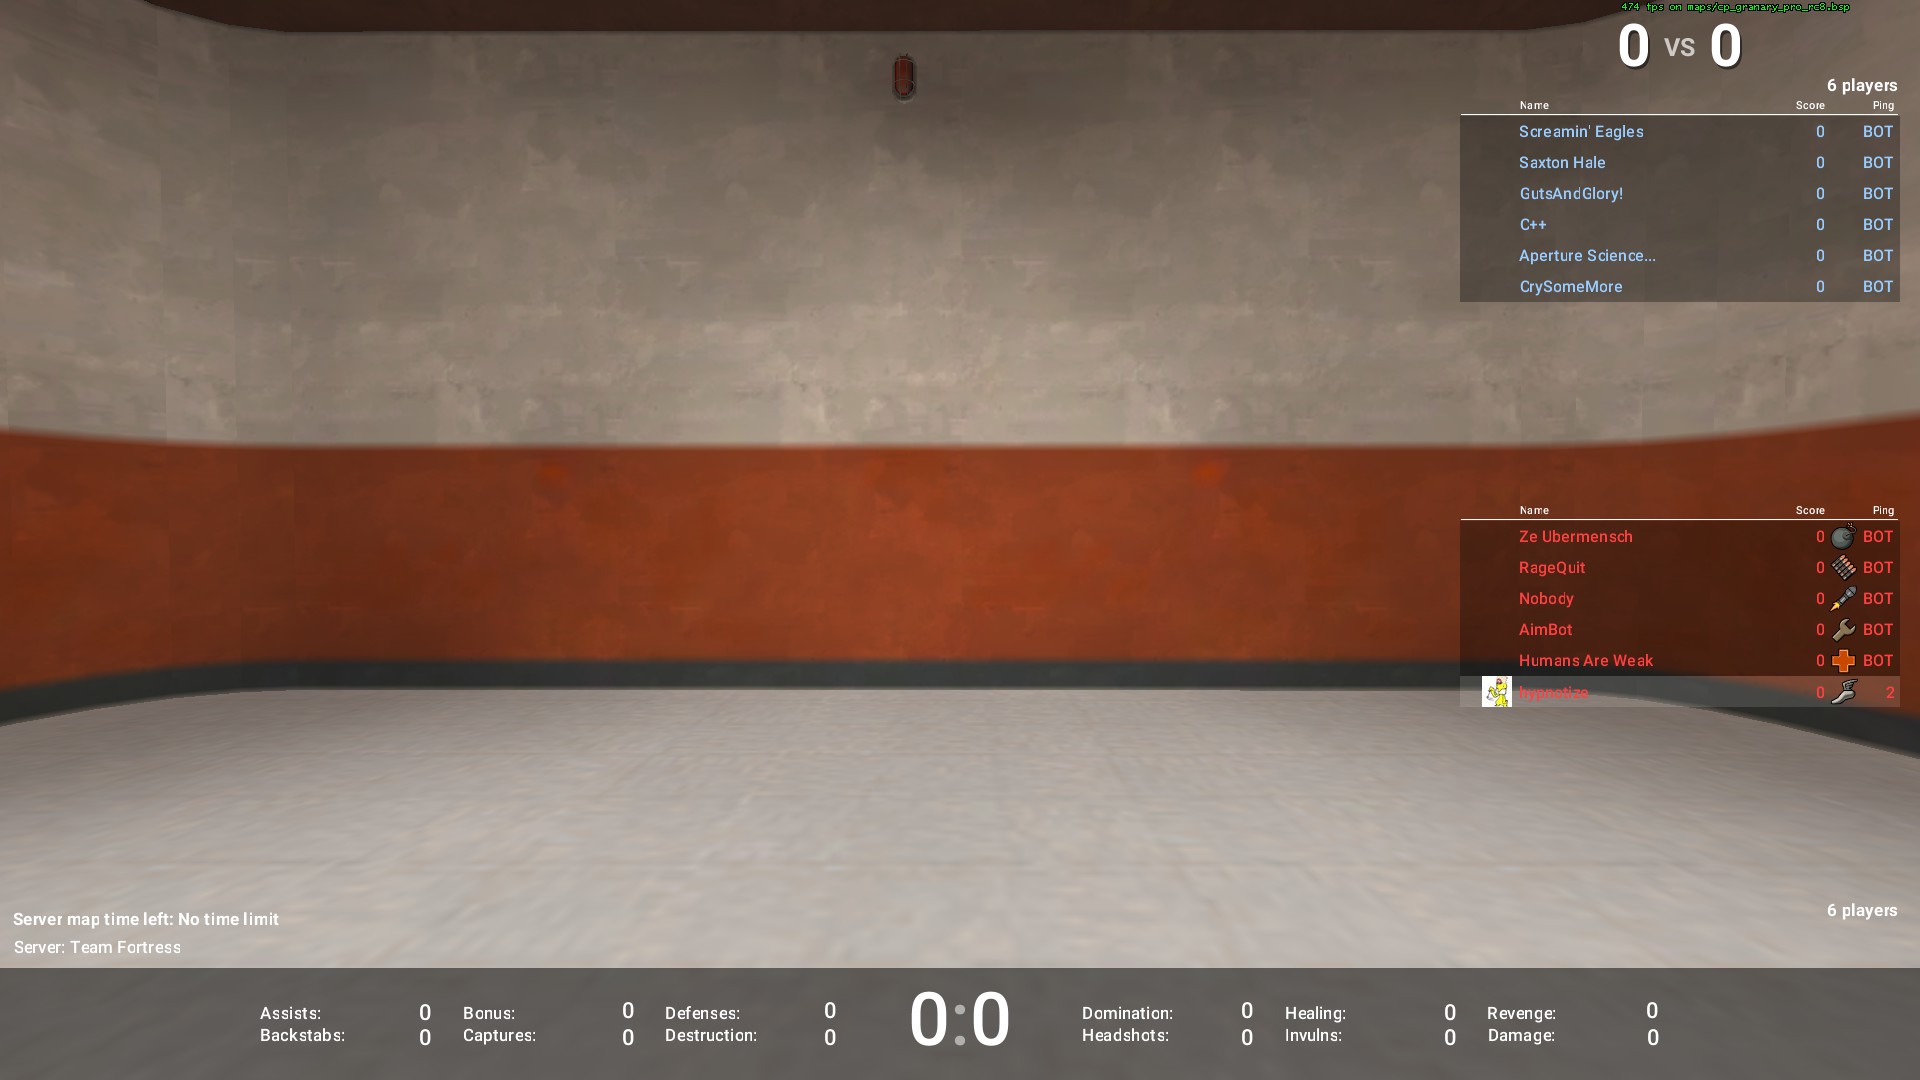 474 fps on maps/cp_granary_pro_rc8.bsp
0 VS 0
6 players
Name Score Ping
Screamin' Eagles 0 BOT
Saxton Hale 0 BOT
GutsAndGlory! 0 BOT
C++ 0 BOT
Aperture Science... 0 BOT
CrySomeMore 0 BOT
Name Score Ping
Ze Ubermensch 0 BOT
RageQuit 0 BOT
Nobody 0 BOT
AimBot 0 BOT
Humans Are Weak 0 BOT
hypnotize 0 2
6 players
Server map time left: No time limit
Server: Team Fortress
Assists: 0 Bonus: 0 Defenses: 0 0:0 Domination: 0 Healing: 0 Revenge: 0
Backstabs: 0 Captures: 0 Destruction: 0 Headshots: 0 Invulns: 0 Damage: 0